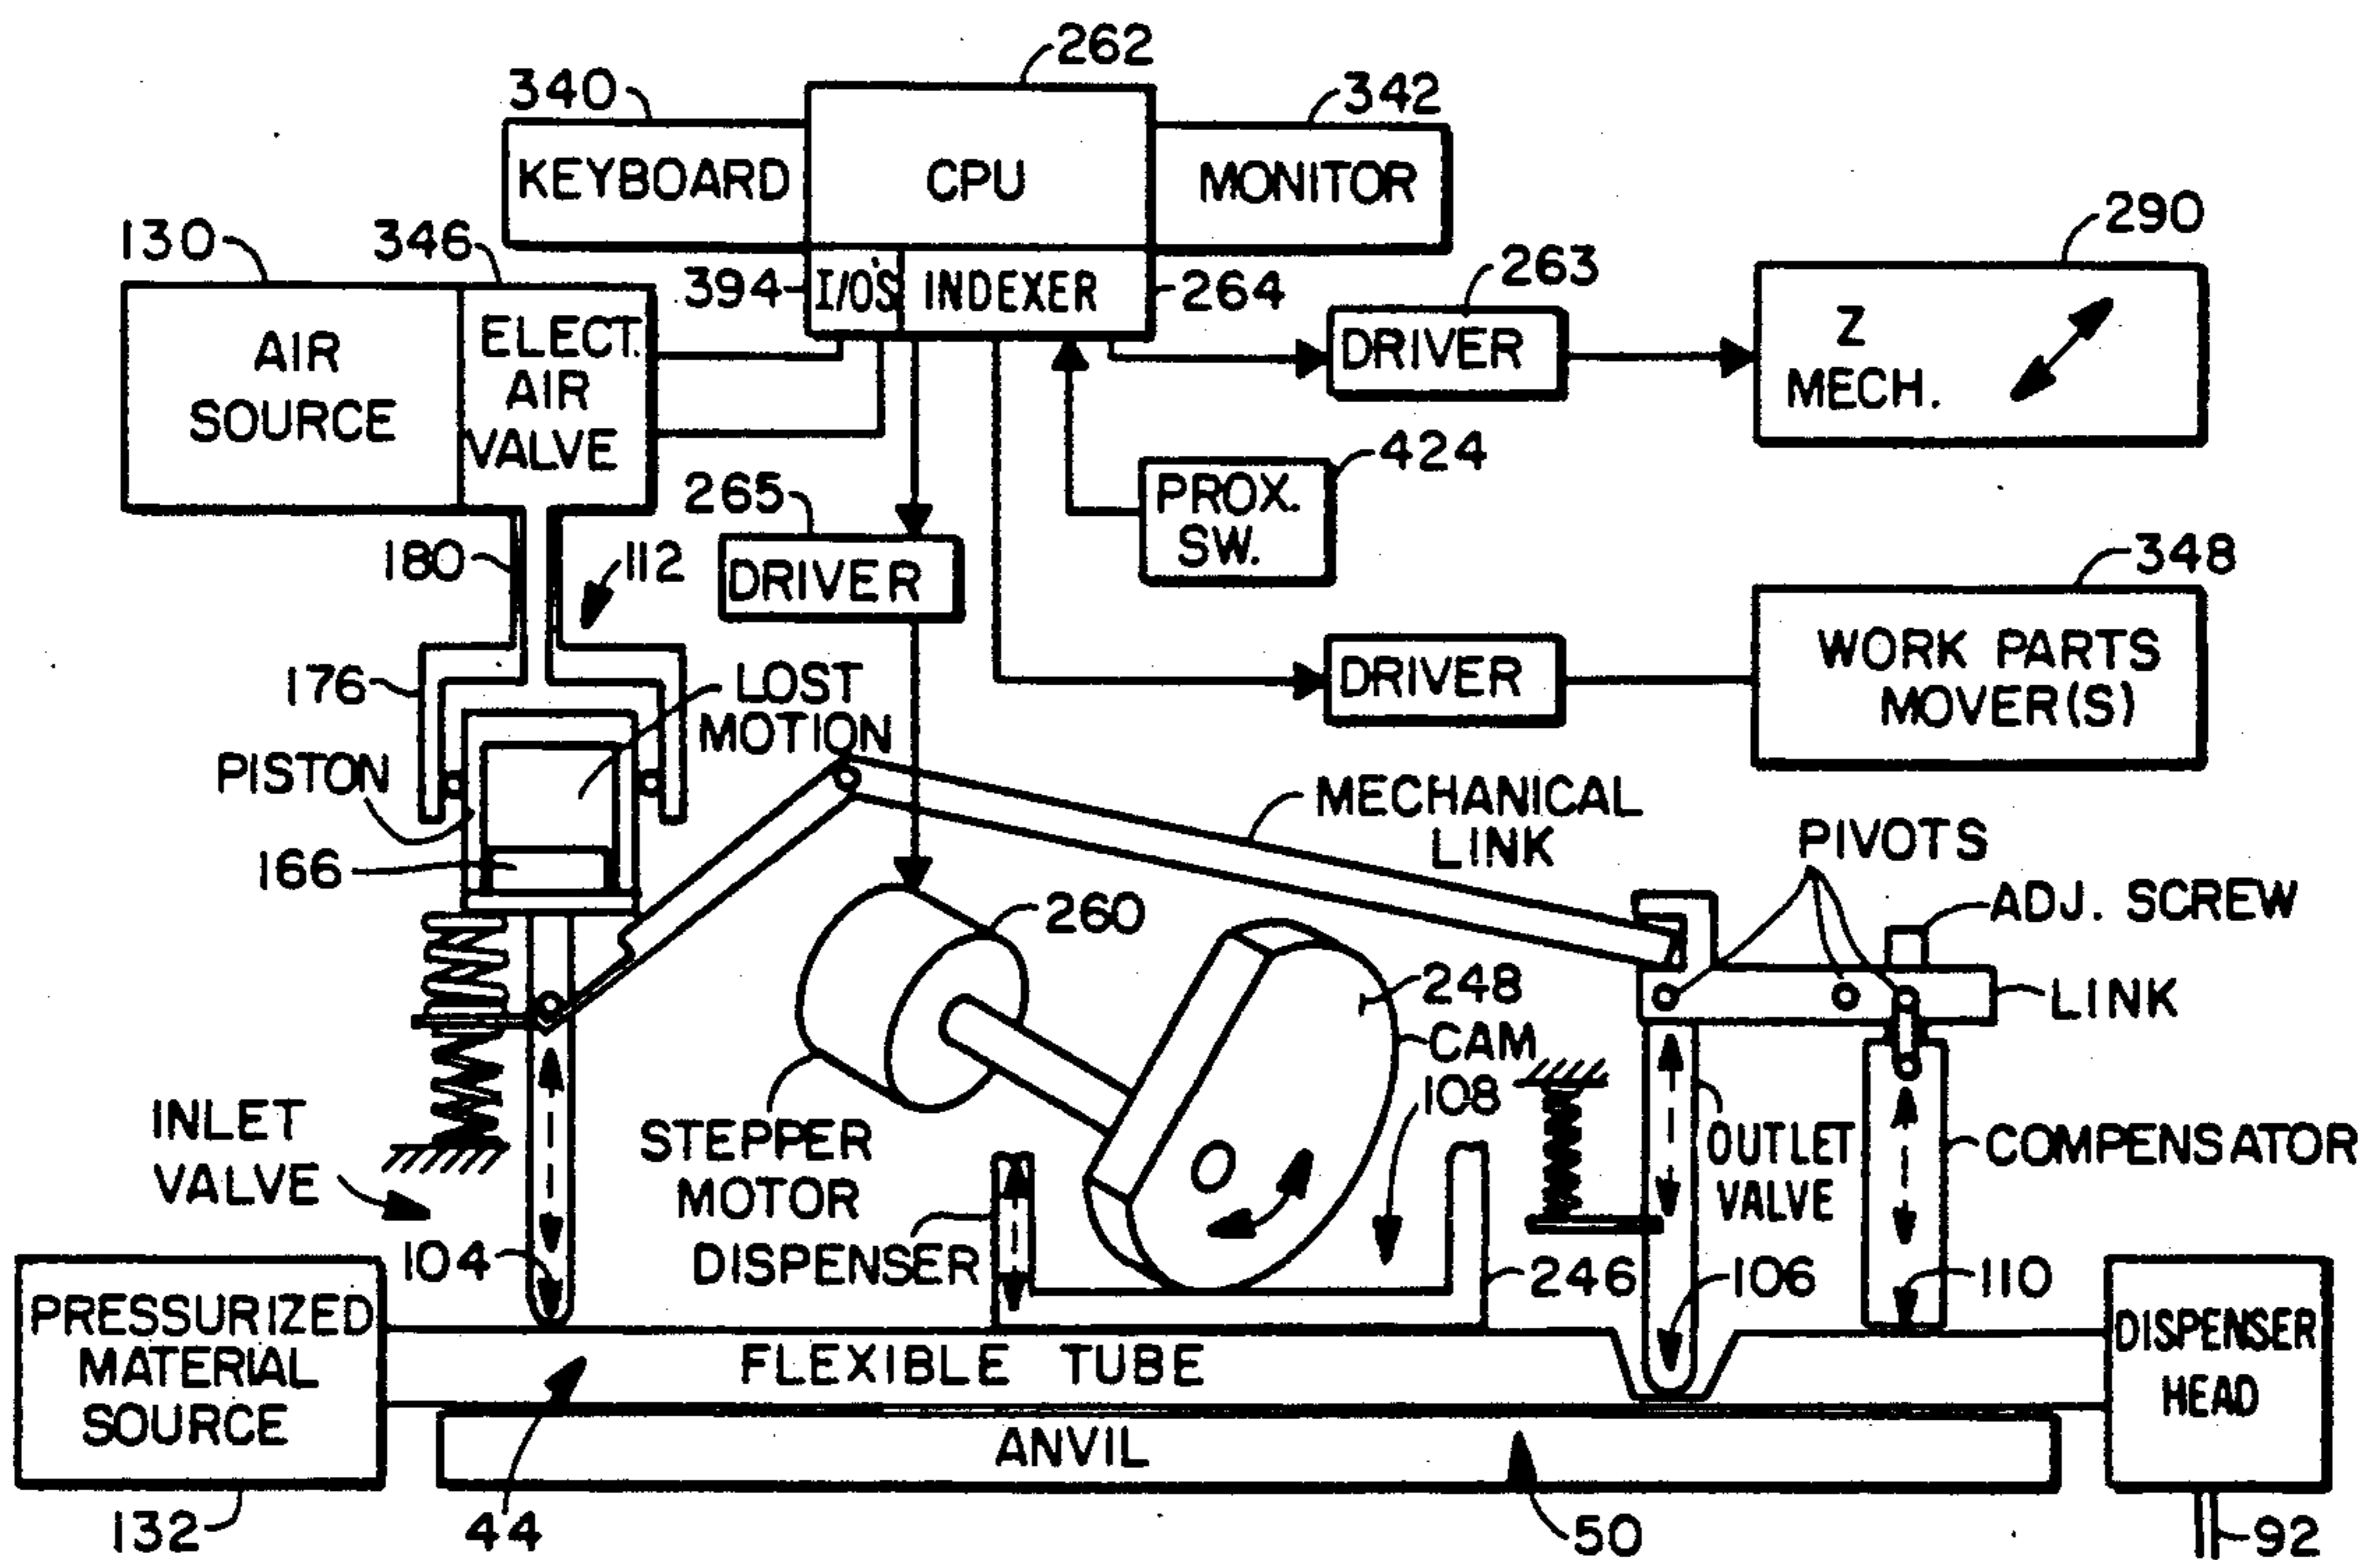 262
340
342
KEYBOARD
CPU
MONITOR
290
130
346
394
I/O'S
INDEXER
264
263
AIR
SOURCE
ELECT.
AIR
VALVE
DRIVER
Z
MECH.
424
265
PROX.
SW.
180
112
DRIVER
348
176
LOST
MOTION
DRIVER
WORK PARTS
MOVER(S)
PISTON
MECHANICAL
LINK
PIVOTS
166
260
ADJ. SCREW
248
CAM
LINK
108
INLET
VALVE
STEPPER
MOTOR
OUTLET
VALVE
COMPENSATOR
104
DISPENSER
246
106
110
PRESSURIZED
MATERIAL
SOURCE
FLEXIBLE TUBE
DISPENSER
HEAD
ANVIL
132
44
50
92